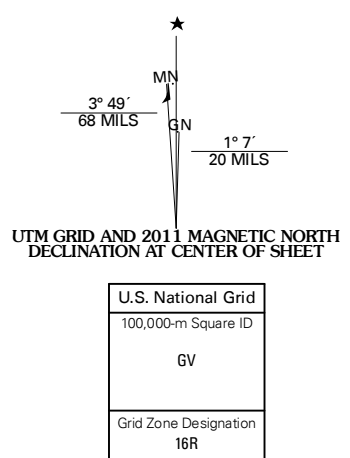 ★
MN
3° 49´
68 MILS
GN
1° 7´
20 MILS
UTM GRID AND 2011 MAGNETIC NORTH
DECLINATION AT CENTER OF SHEET
U.S. National Grid
100,000-m Square ID
GV
Grid Zone Designation
16R